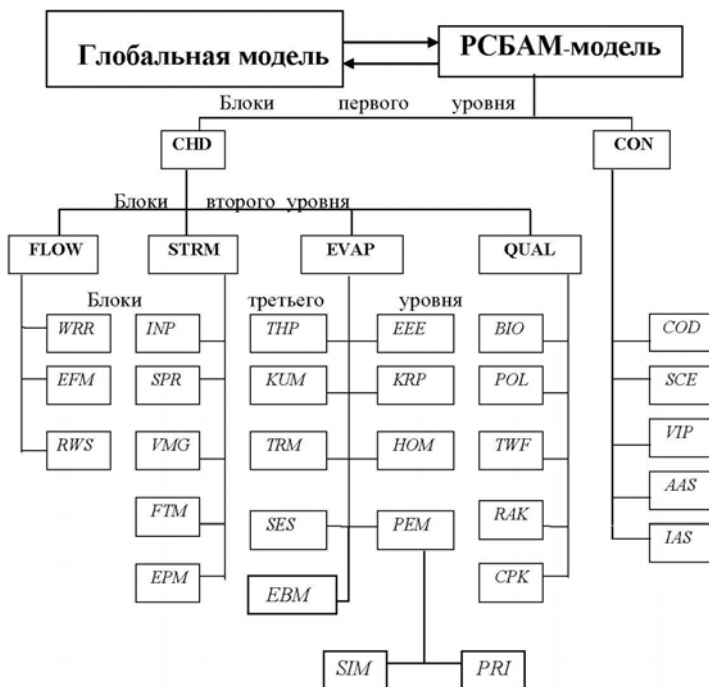 Глобальная модель
РСБАМ-модель
Блоки первого уровня
CHD
CON
Блоки второго уровня
FLOW
STRM
EVAP
QUAL
Блоки третьего уровня
WRR
INP
THP
EEE
BIO
COD
EFM
SPR
KUM
KRP
POL
SCE
RWS
VMG
TRM
HOM
TWF
VIP
FTM
SES
PEM
RAK
AAS
EPM
EBM
CPK
IAS
SIM
PRI